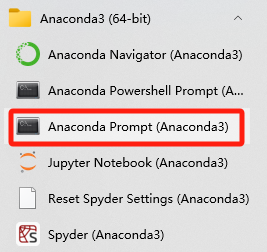 Anaconda3 (64-bit)
Anaconda Navigator (Anaconda3)
Anaconda Powershell Prompt (A...
Anaconda Prompt (Anaconda3)
Jupyter Notebook (Anaconda3)
Reset Spyder Settings (Anaconda3)
Spyder (Anaconda3)